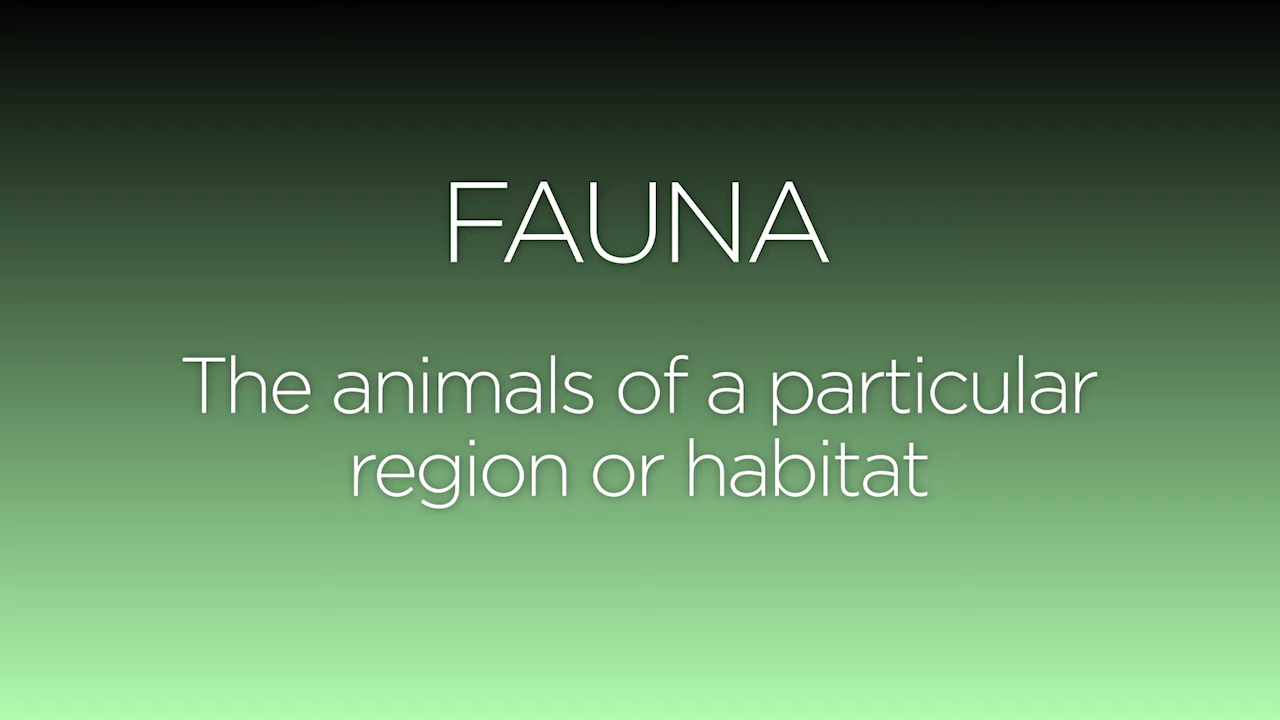 FAUNA
The animals of a particular
region or habitat